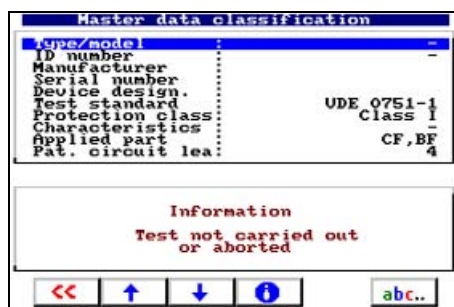 Master data classification
Type/model : -
ID number : -
Manufacturer :
Serial number :
Device design. :
Test standard : VDE 0751-1
Protection class: Class I
Characteristics : -
Applied part : CF,BF
Pat. circuit lea: 4
Information
Test not carried out
or aborted
<< abc..